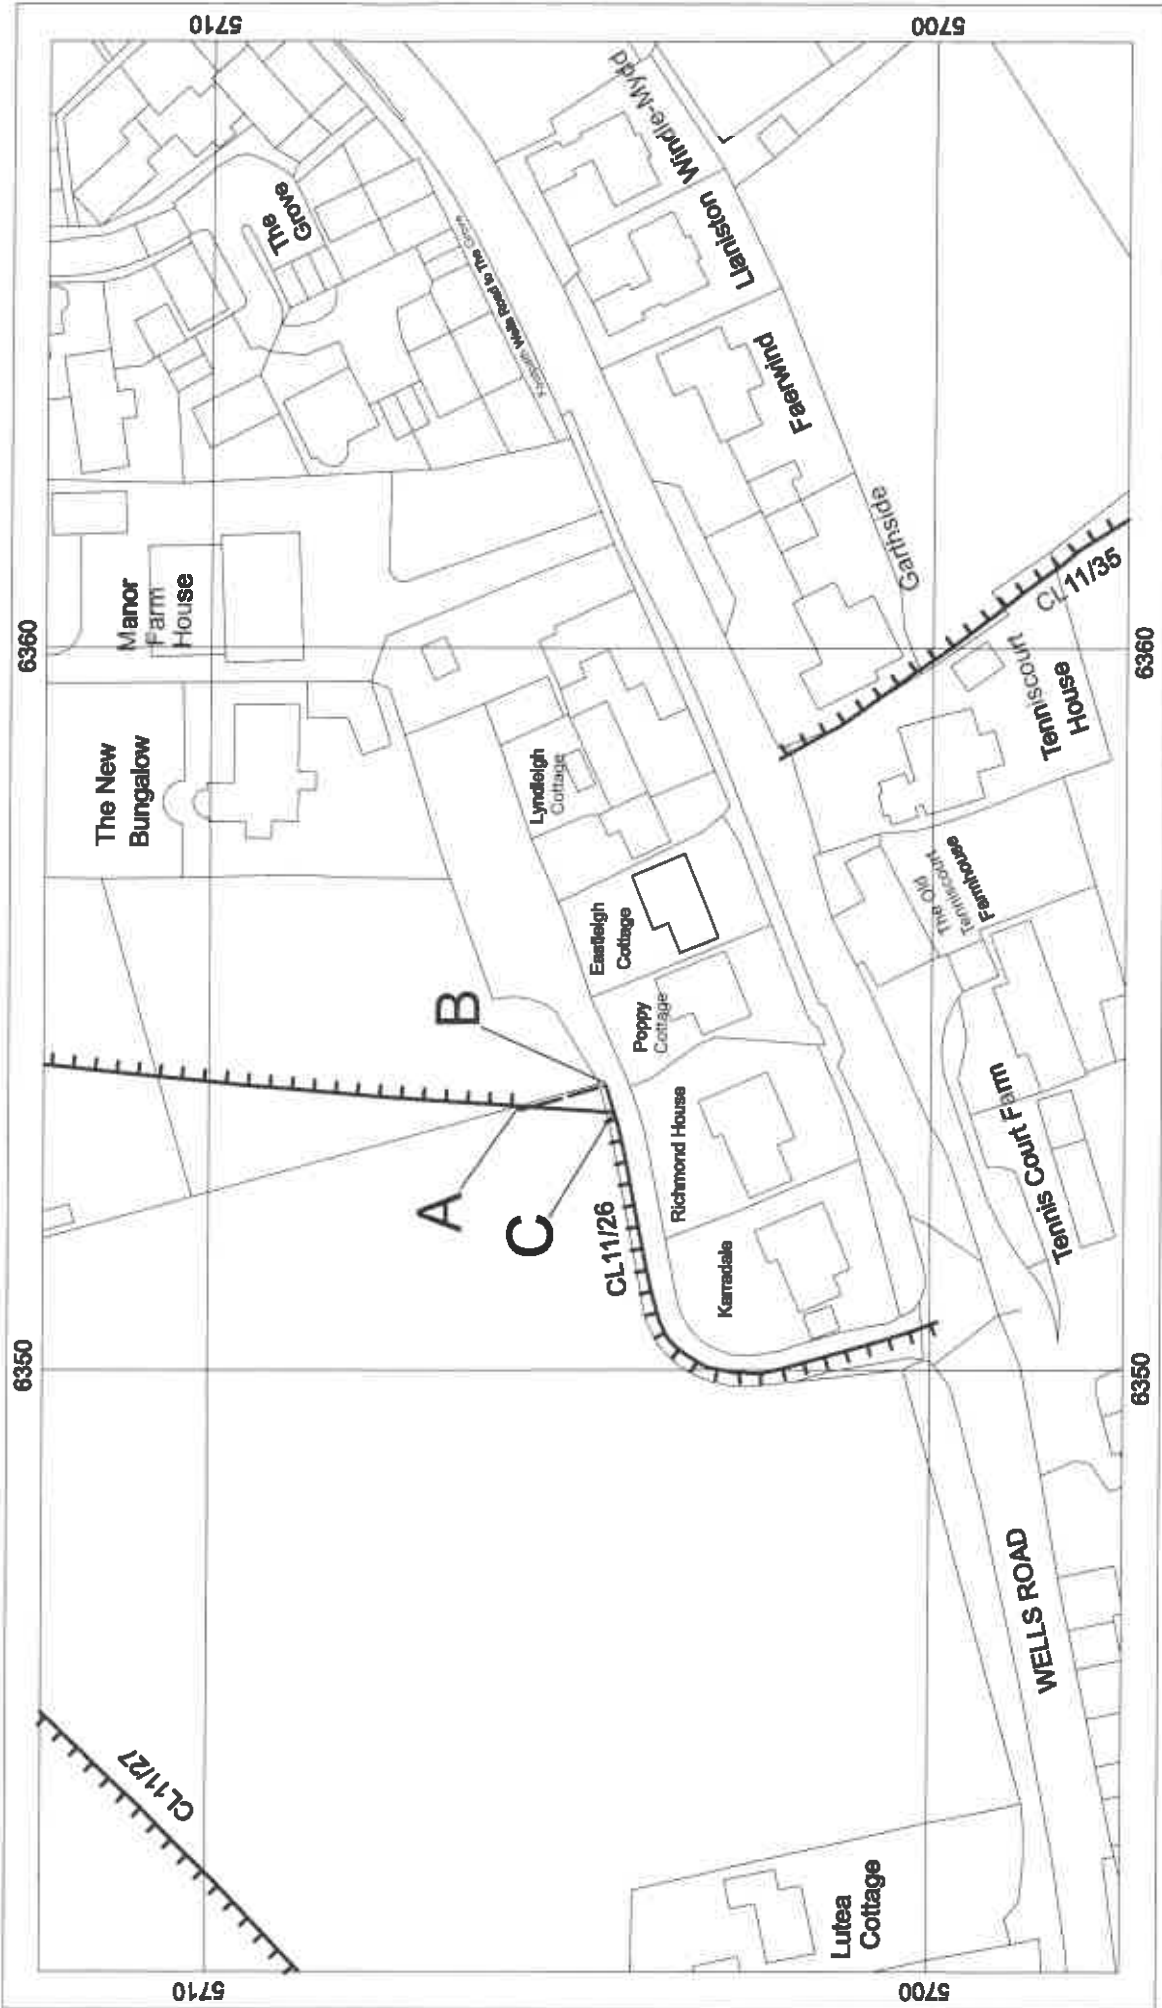 6350
6360
5710
5710
CL11/27
The New
Bungalow
Manor
Farm
House
The
Grove
A
B
C
CL11/26
Lyndleigh
Cottage
Eastleigh
Cottage
Poppy
Cottage
Richmond House
Karradale
Footpath Wells Road to The Grove
Windle-Mydd
Llaniston
Faerwind
Garthside
CL11/35
Tenniscourt
House
The Old
Tenniscourt
Farmhouse
Tennis Court Farm
WELLS ROAD
Lutea
Cottage
5700
5700
6350
6360